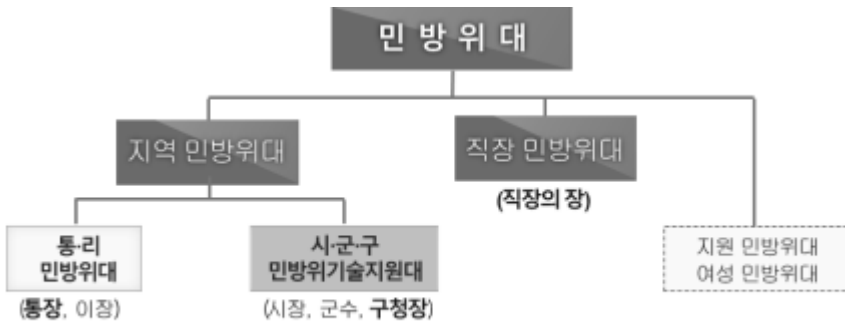 민 방 위 대
지역 민방위대
직장 민방위대
(직장의 장)
통·리
민방위대
(통장, 이장)
시·군·구
민방위기술지원대
(시장, 군수, 구청장)
지원 민방위대
여성 민방위대